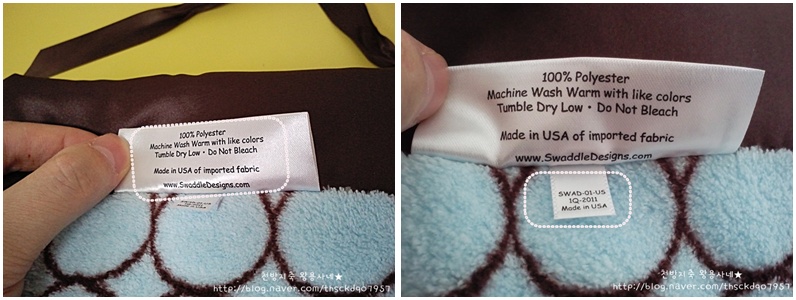 100% Polyester
Machine Wash Warm with like colors
Tumble Dry Low • Do Not Bleach
Made in USA of imported fabric
www.SwaddleDesigns.com
천방지축 왕용사네★
http://blog.naver.com/thsckdqo7957
100% Polyester
Machine Wash Warm with like colors
Tumble Dry Low • Do Not Bleach
Made in USA of imported fabric
www.SwaddleDesigns.com
SWAD-01-US
1Q-2011
Made in USA
천방지축 왕용사네★
http://blog.naver.com/thsckdqo7957